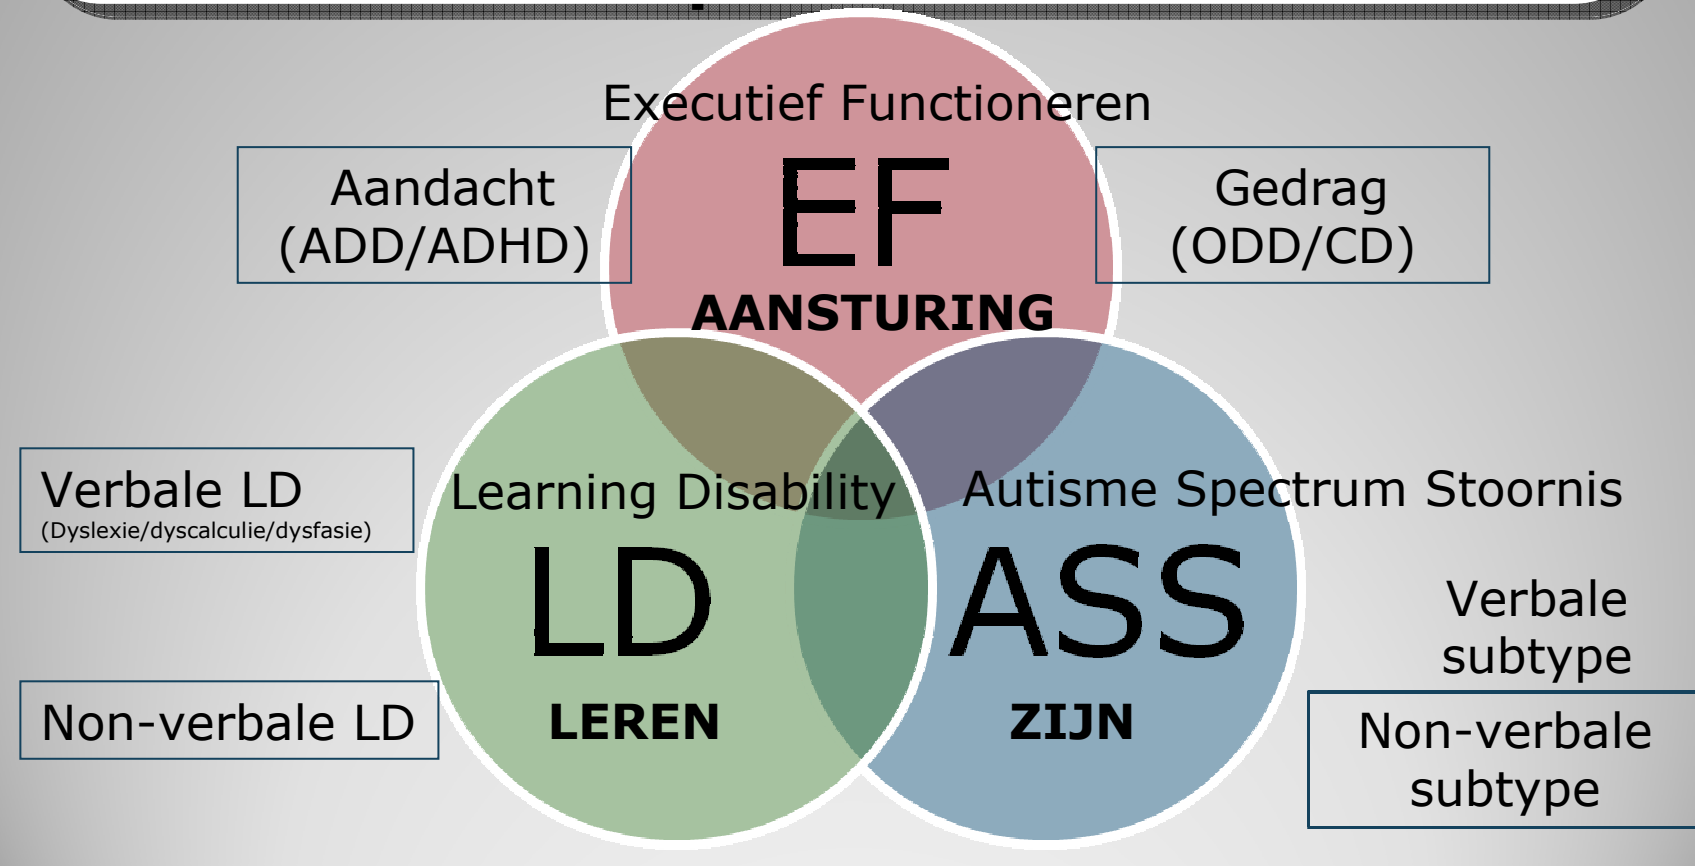 Executief Functioneren
Aandacht
(ADD/ADHD)
EF
Gedrag
(ODD/CD)
AANSTURING
Verbale LD
(Dyslexie/dyscalculie/dysfasie)
Learning Disability
LD
LEREN
Non-verbale LD
Autisme Spectrum Stoornis
ASS
ZIJN
Verbale
subtype
Non-verbale
subtype